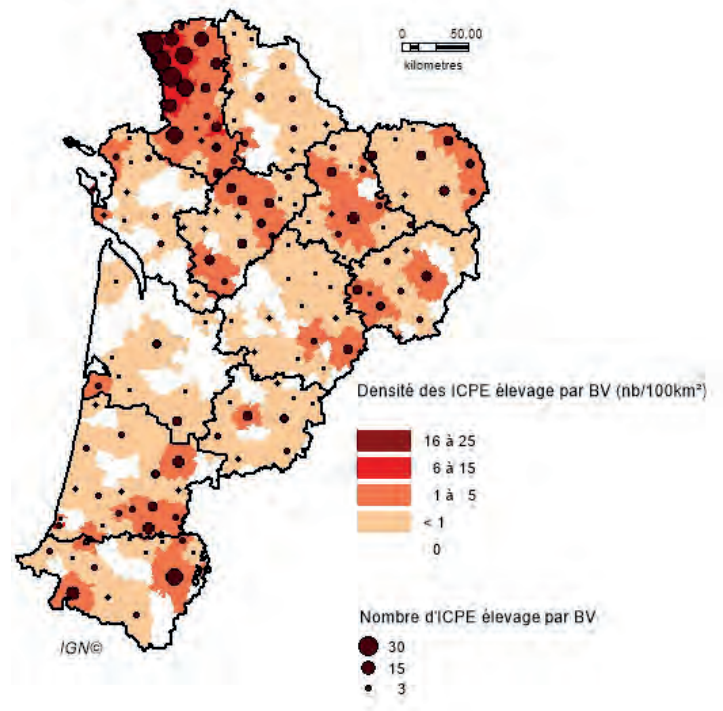 0 50,00
kilometres
Densité des ICPE élevage par BV (nb/100km²)
16 à 25
6 à 15
1 à 5
< 1
0
Nombre d'ICPE élevage par BV
30
15
3
IGN©